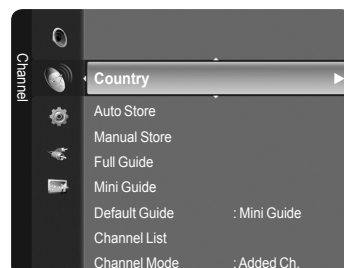 Channel
Country
Auto Store
Manual Store
Full Guide
Mini Guide
Default Guide : Mini Guide
Channel List
Channel Mode : Added Ch.